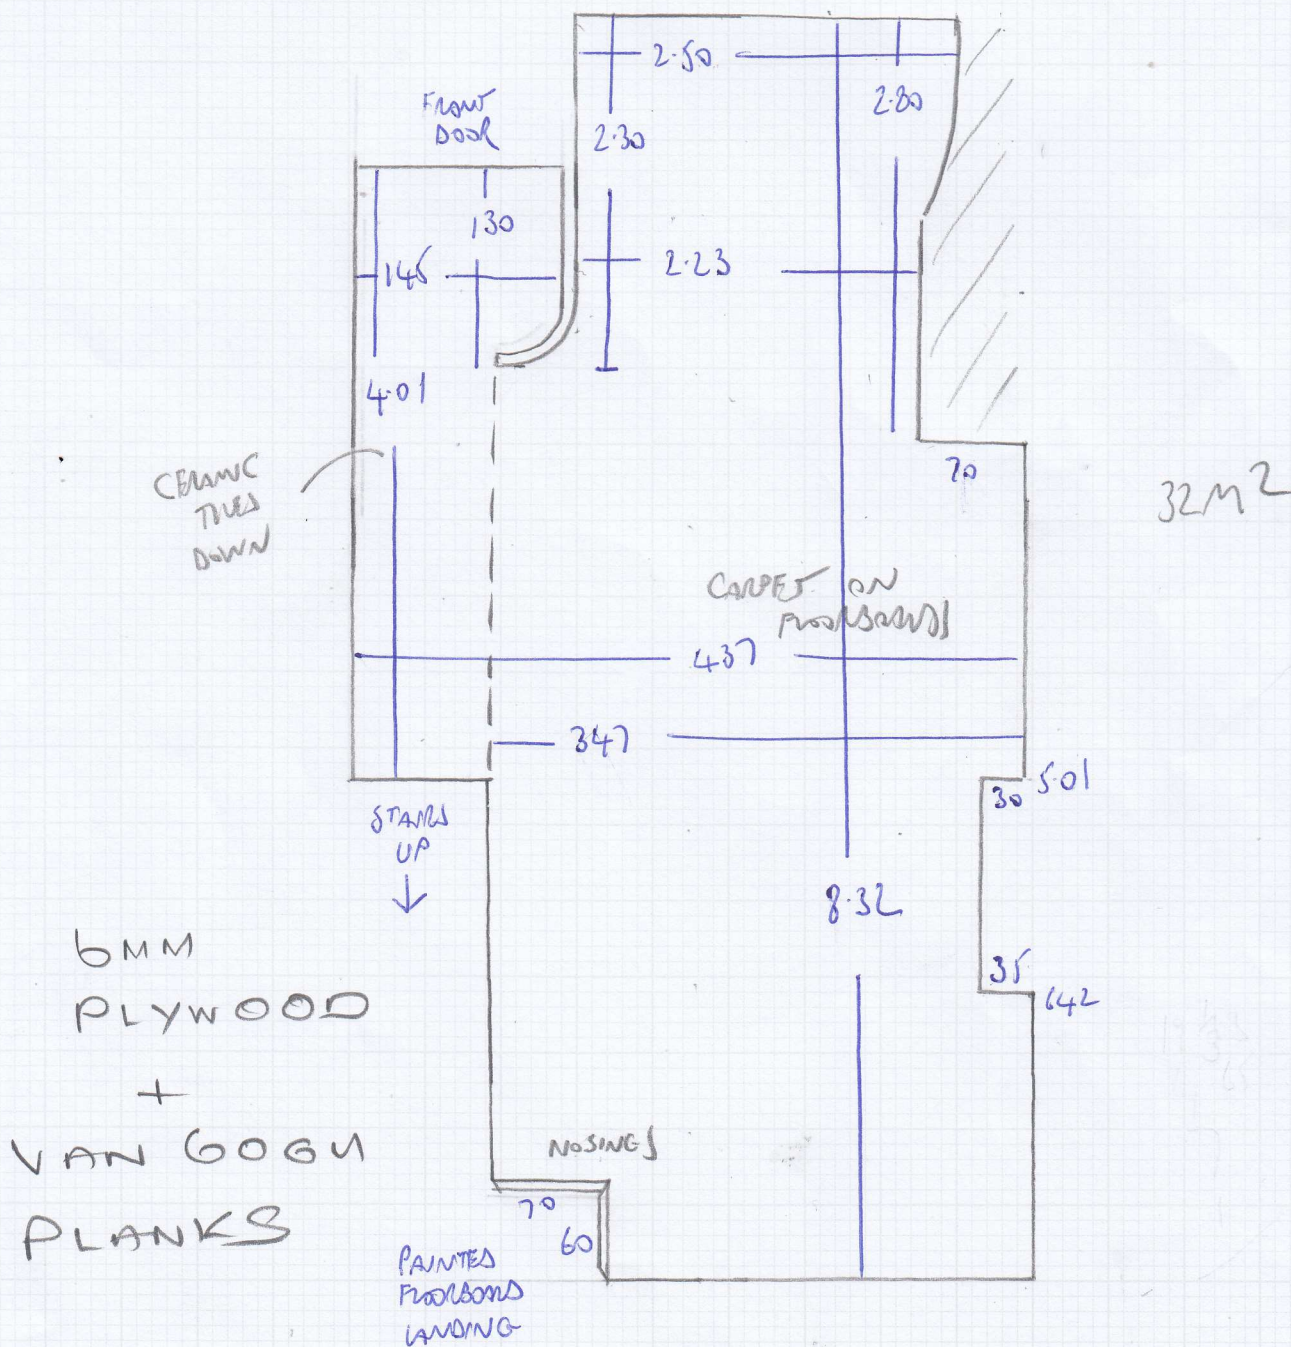 2.50
2.80
FRONT
DOOR
2.30
130
145
2.23
4.01
CERAMIC
TILES
DOWN
70
32M2
CARPET ON
FLOORBOARDS
437
347
30
5.01
STAIRS
UP
8.32
6MM
PLYWOOD
+
VAN GOGH
PLANKS
35
642
NOSINGS
70
60
PAINTED
FLOORBOARDS
LANDING